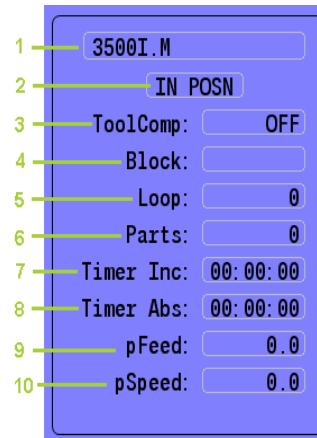 1 3500I.M
2 IN POSN
3 ToolComp: OFF
4 Block:
5 Loop: 0
6 Parts: 0
7 Timer Inc: 00:00:00
8 Timer Abs: 00:00:00
9 pFeed: 0.0
10 pSpeed: 0.0